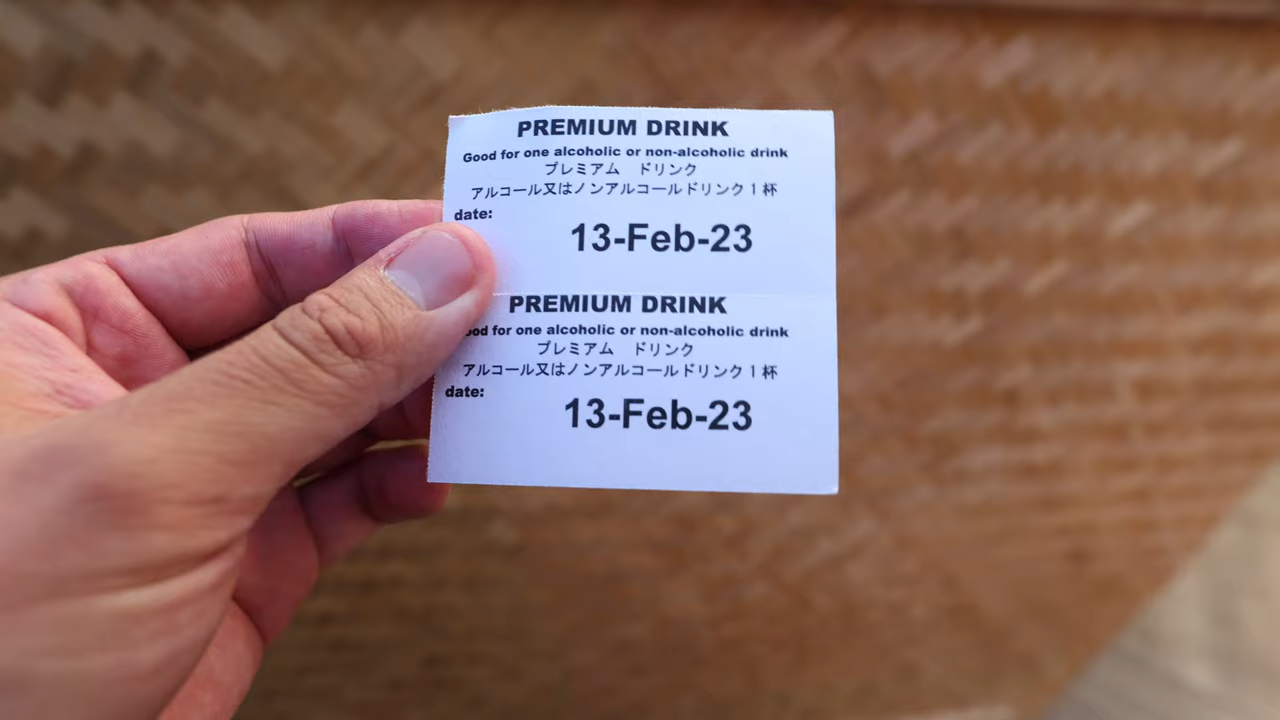 PREMIUM DRINK
Good for one alcoholic or non-alcoholic drink
プレミアム　ドリンク
アルコール又はノンアルコールドリンク 1 杯
date:
13-Feb-23
PREMIUM DRINK
ood for one alcoholic or non-alcoholic drink
プレミアム　ドリンク
アルコール又はノンアルコールドリンク 1 杯
date:
13-Feb-23